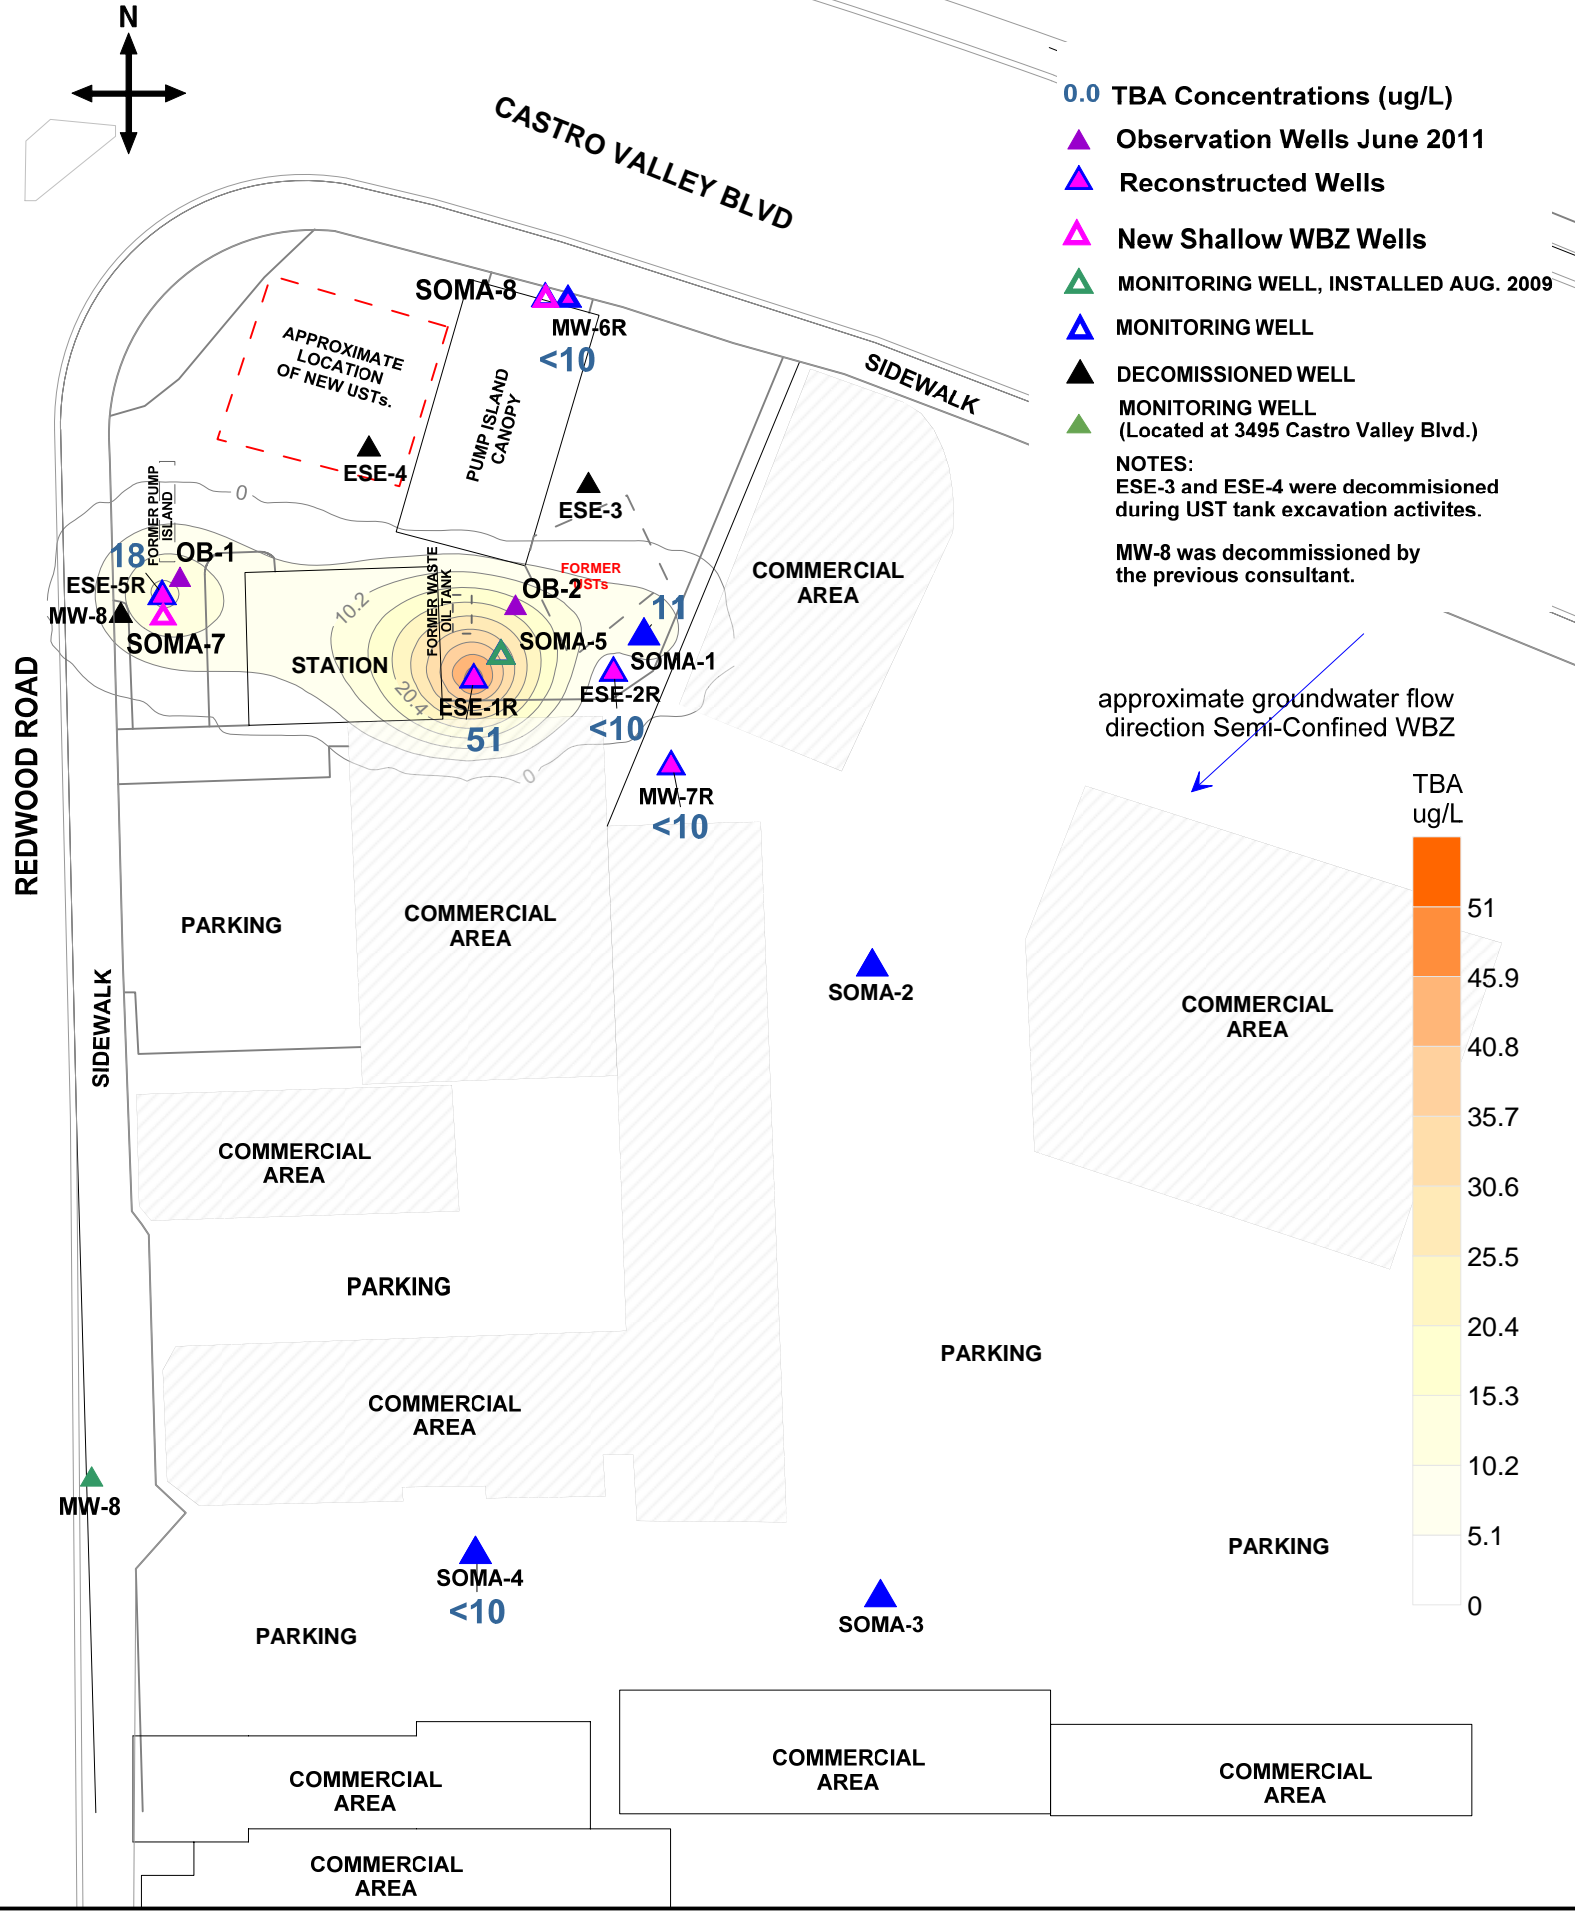 N
CASTRO VALLEY BLVD
0.0 TBA Concentrations (ug/L)
Observation Wells June 2011
Reconstructed Wells
New Shallow WBZ Wells
MONITORING WELL, INSTALLED AUG. 2009
MONITORING WELL
DECOMISSIONED WELL
MONITORING WELL
(Located at 3495 Castro Valley Blvd.)
NOTES:
ESE-3 and ESE-4 were decommisioned
during UST tank excavation activites.
MW-8 was decommissioned by
the previous consultant.
SOMA-8
MW-6R
<10
APPROXIMATE
LOCATION
OF NEW USTs.
PUMP ISLAND
CANOPY
SIDEWALK
ESE-4
ESE-3
0
FORMER PUMP
ISLAND
18
OB-1
ESE-5R
MW-8
SOMA-7
10.2
FORMER WASTE
OIL TANK
FORMER
USTs
OB-2
11
COMMERCIAL
AREA
STATION
SOMA-5
SOMA-1
ESE-2R
<10
20.4
ESE-1R
51
0
MW-7R
<10
approximate groundwater flow
direction Semi-Confined WBZ
REDWOOD ROAD
TBA
ug/L
51
45.9
40.8
35.7
30.6
25.5
20.4
15.3
10.2
5.1
0
PARKING
COMMERCIAL
AREA
SOMA-2
COMMERCIAL
AREA
SIDEWALK
COMMERCIAL
AREA
PARKING
PARKING
COMMERCIAL
AREA
MW-8
SOMA-4
<10
PARKING
SOMA-3
PARKING
COMMERCIAL
AREA
COMMERCIAL
AREA
COMMERCIAL
AREA
COMMERCIAL
AREA